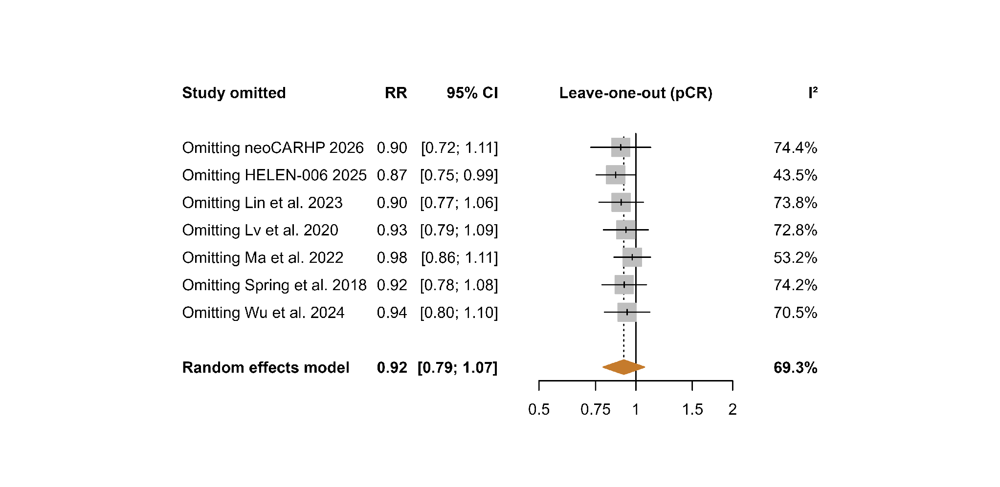 Study omitted RR 95% CI Leave-one-out (pCR) I²
Omitting neoCARHP 2026 0.90 [0.72; 1.11] 74.4%
Omitting HELEN-006 2025 0.87 [0.75; 0.99] 43.5%
Omitting Lin et al. 2023 0.90 [0.77; 1.06] 73.8%
Omitting Lv et al. 2020 0.93 [0.79; 1.09] 72.8%
Omitting Ma et al. 2022 0.98 [0.86; 1.11] 53.2%
Omitting Spring et al. 2018 0.92 [0.78; 1.08] 74.2%
Omitting Wu et al. 2024 0.94 [0.80; 1.10] 70.5%
Random effects model 0.92 [0.79; 1.07] 69.3%
0.5 0.75 1 1.5 2